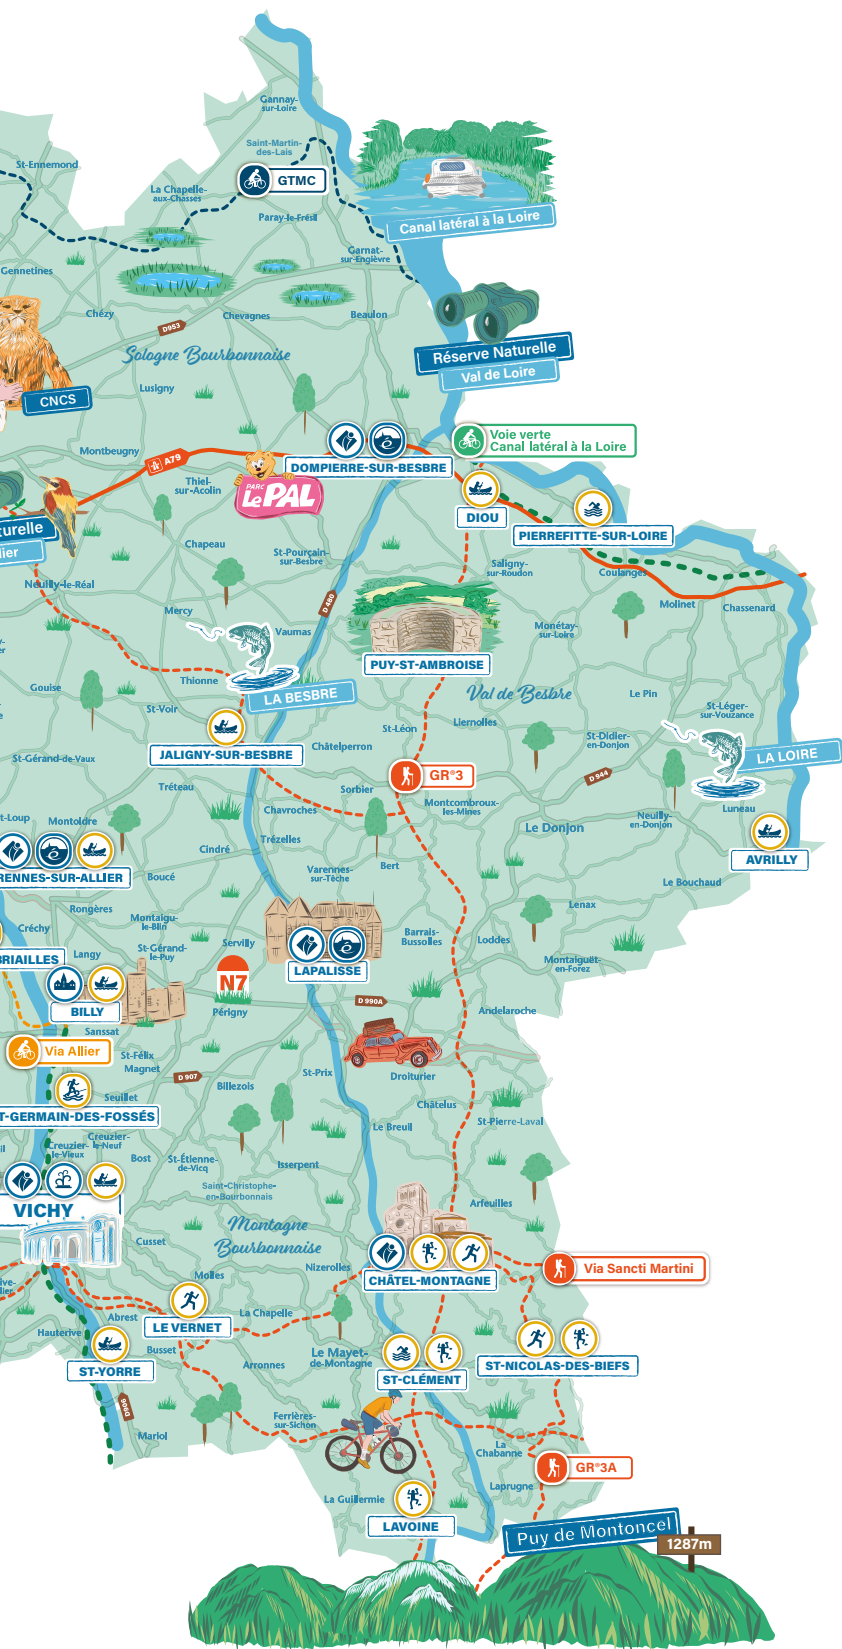 Gannay-
sur-Loire
Saint-Martin-
des-Lais
St-Ennemond
GTMC
La Chapelle-
aux-Chasses
Paray-le-Frésil
Canal latéral à la Loire
Garnat-
sur-Engièvre
Gennetines
Chézy
Chevagnes
Beaulon
D953
Sologne Bourbonnaise
Réserve Naturelle
Val de Loire
Lusigny
CNCS
Voie verte
Canal latéral à la Loire
Montbeugny
A79
DOMPIERRE-SUR-BESBRE
Thiel-
sur-Acolin
PARC
Le PAL
DIOU
turelle
lier
PIERREFITTE-SUR-LOIRE
Chapeau
St-Pourçain-
sur-Besbre
Saligny-
sur-Roudon
Coulanges
Neuilly-le-Réal
D 480
Molinet
Chassenard
Mercy
Vaumas
Monétay-
sur-Loire
PUY-ST-AMBROISE
Thionne
LA BESBRE
Val de Besbre
Gouise
Le Pin
St-Voir
St-Léger-
sur-Vouzance
St-Léon
Liernolles
St-Didier-
en-Donjon
Châtelperron
JALIGNY-SUR-BESBRE
LA LOIRE
St-Gérand-de-Vaux
GR®3
D 944
Tréteau
Sorbier
Chavroches
Montcombroux-
les-Mines
Luneau
t-Loup
Montoldre
Le Donjon
Neuilly-
en-Donjon
Trézelles
Cindré
AVRILLY
RENNES-SUR-ALLIER
Boucé
Varennes-
sur-Tèche
Bert
Le Bouchaud
Rongères
Lenax
Montaigu-
le-Blin
Créchy
Servilly
Barrais-
Bussolles
Loddes
BRIAILLES
Langy
St-Gérand-
le-Puy
LAPALISSE
Montaiguët-
en-Forez
N7
BILLY
Périgny
D 990A
Andelaroche
Sanssat
Via Allier
St-Félix
Magnet
St-Prix
Droiturier
D 907
Billezois
Seuillet
Châtelus
T-GERMAIN-DES-FOSSÉS
Le Breuil
St-Pierre-Laval
Creuzier-
le-Neuf
Creuzier-
le-Vieux
Bost
St-Étienne-
de-Vicq
Isserpent
Saint-Christophe-
en-Bourbonnais
VICHY
Arfeuilles
Montagne
Bourbonnaise
Cusset
Nizerolles
Via Sancti Martini
Molles
CHÂTEL-MONTAGNE
Abrest
La Chapelle
LE VERNET
Hauterive
Busset
Le Mayet-
de-Montagne
Arronnes
ST-NICOLAS-DES-BIEFS
ST-YORRE
ST-CLÉMENT
D906
Ferrières-
sur-Sichon
Mariol
La
Chabanne
GR®3A
Laprugne
La Guillermie
LAVOINE
Puy de Montoncel
1287m